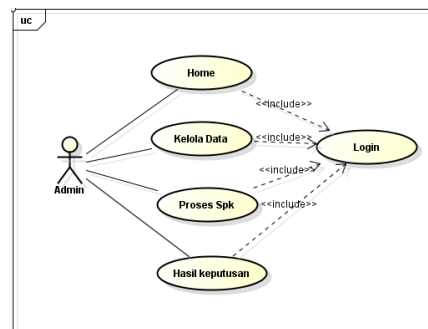 uc
Home
<<include>>
Kelola Data
<<include>>
Login
Admin
<<include>>
Proses Spk
<<include>>
Hasil keputusan